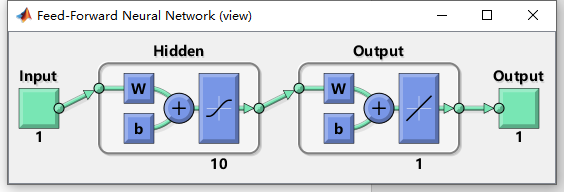 Feed-Forward Neural Network (view)
Hidden
Output
Input
Output
W
b
+
W
b
+
1
10
1
1